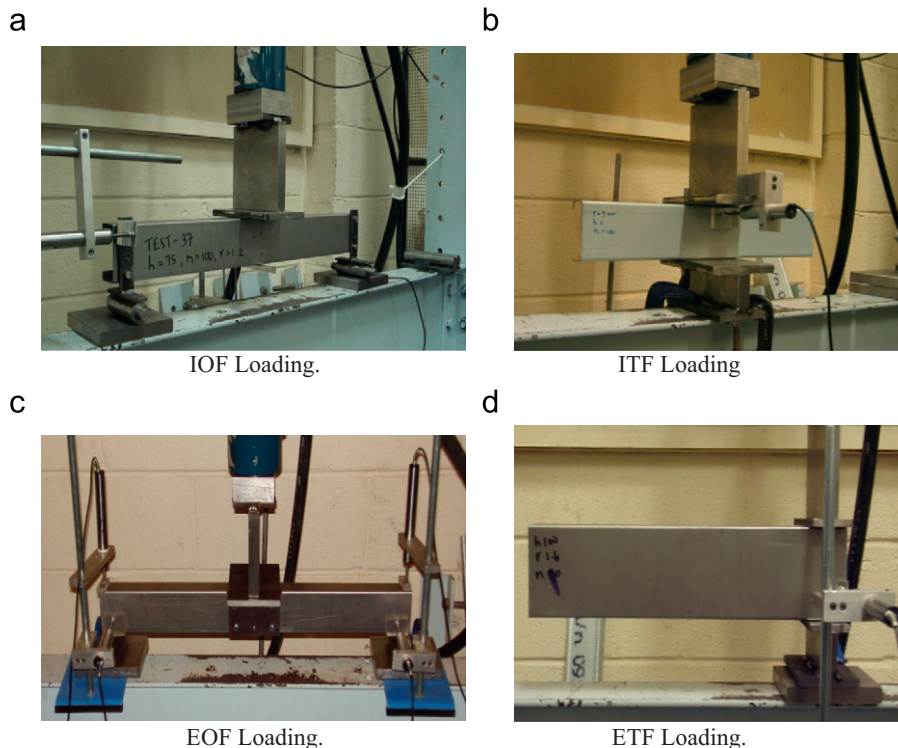 a
b
TEST-37
h=75, n=100, r=1.2
IOF Loading.
ITF Loading
c
d
EOF Loading.
ETF Loading.